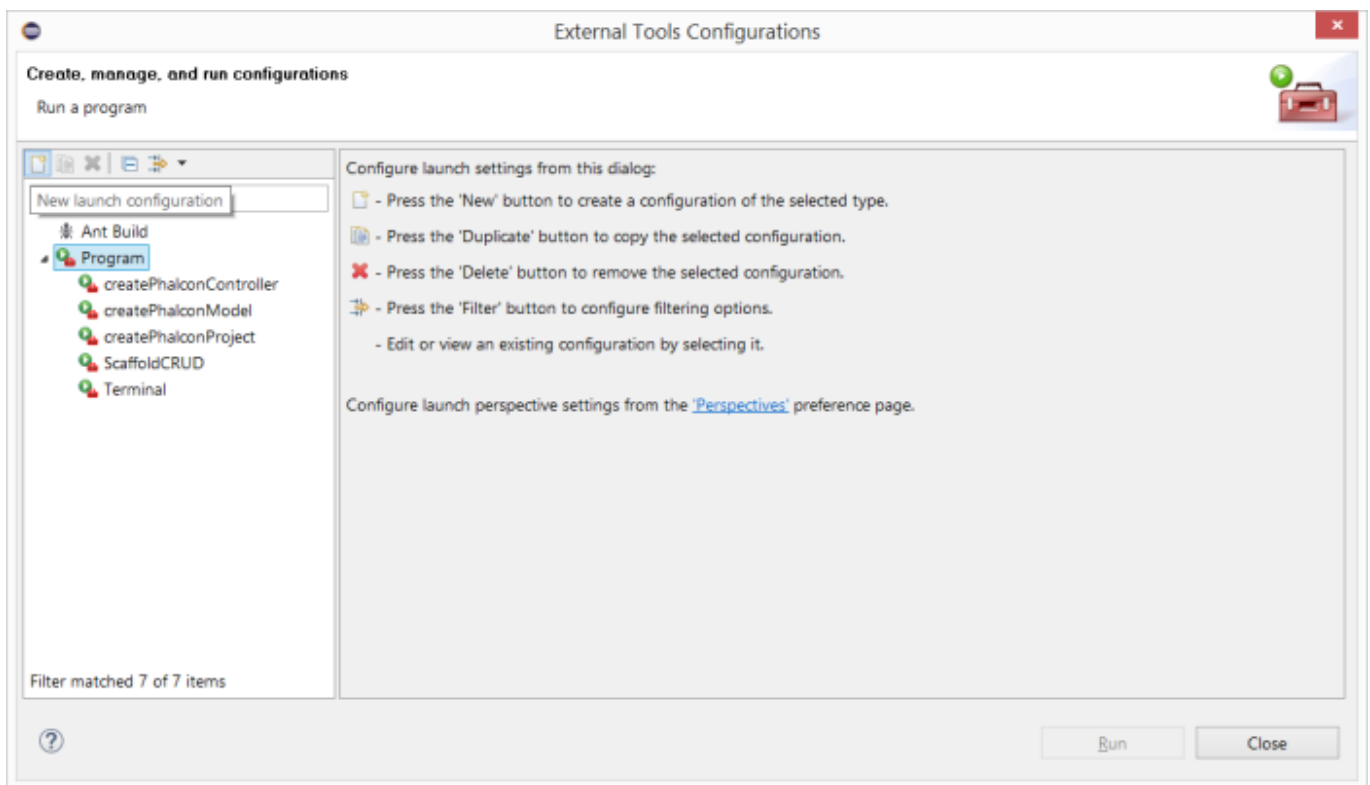 External Tools Configurations
Create, manage, and run configurations
Run a program
New launch configuration
Ant Build
Program
createPhalconController
createPhalconModel
createPhalconProject
ScaffoldCRUD
Terminal
Filter matched 7 of 7 items
Configure launch settings from this dialog:
- Press the 'New' button to create a configuration of the selected type.
- Press the 'Duplicate' button to copy the selected configuration.
- Press the 'Delete' button to remove the selected configuration.
- Press the 'Filter' button to configure filtering options.
- Edit or view an existing configuration by selecting it.
Configure launch perspective settings from the 'Perspectives' preference page.
Run
Close